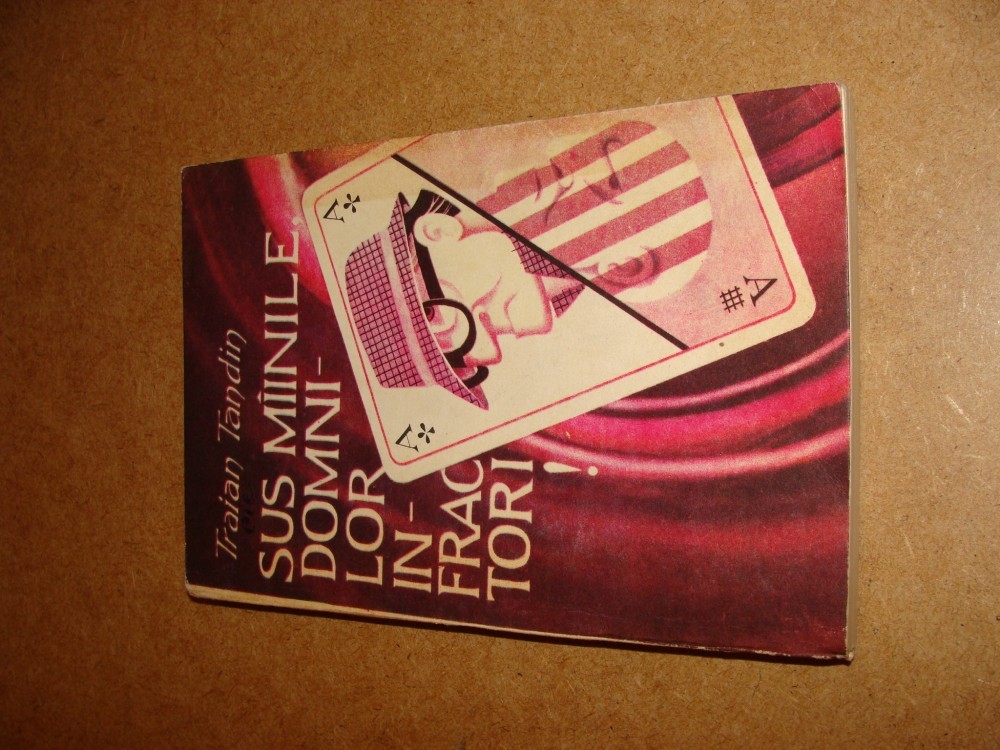 Traian Tandin
SUS MÎINILE,
DOMNI-
LOR
IN-
FRAC
TORI!
A
A
A